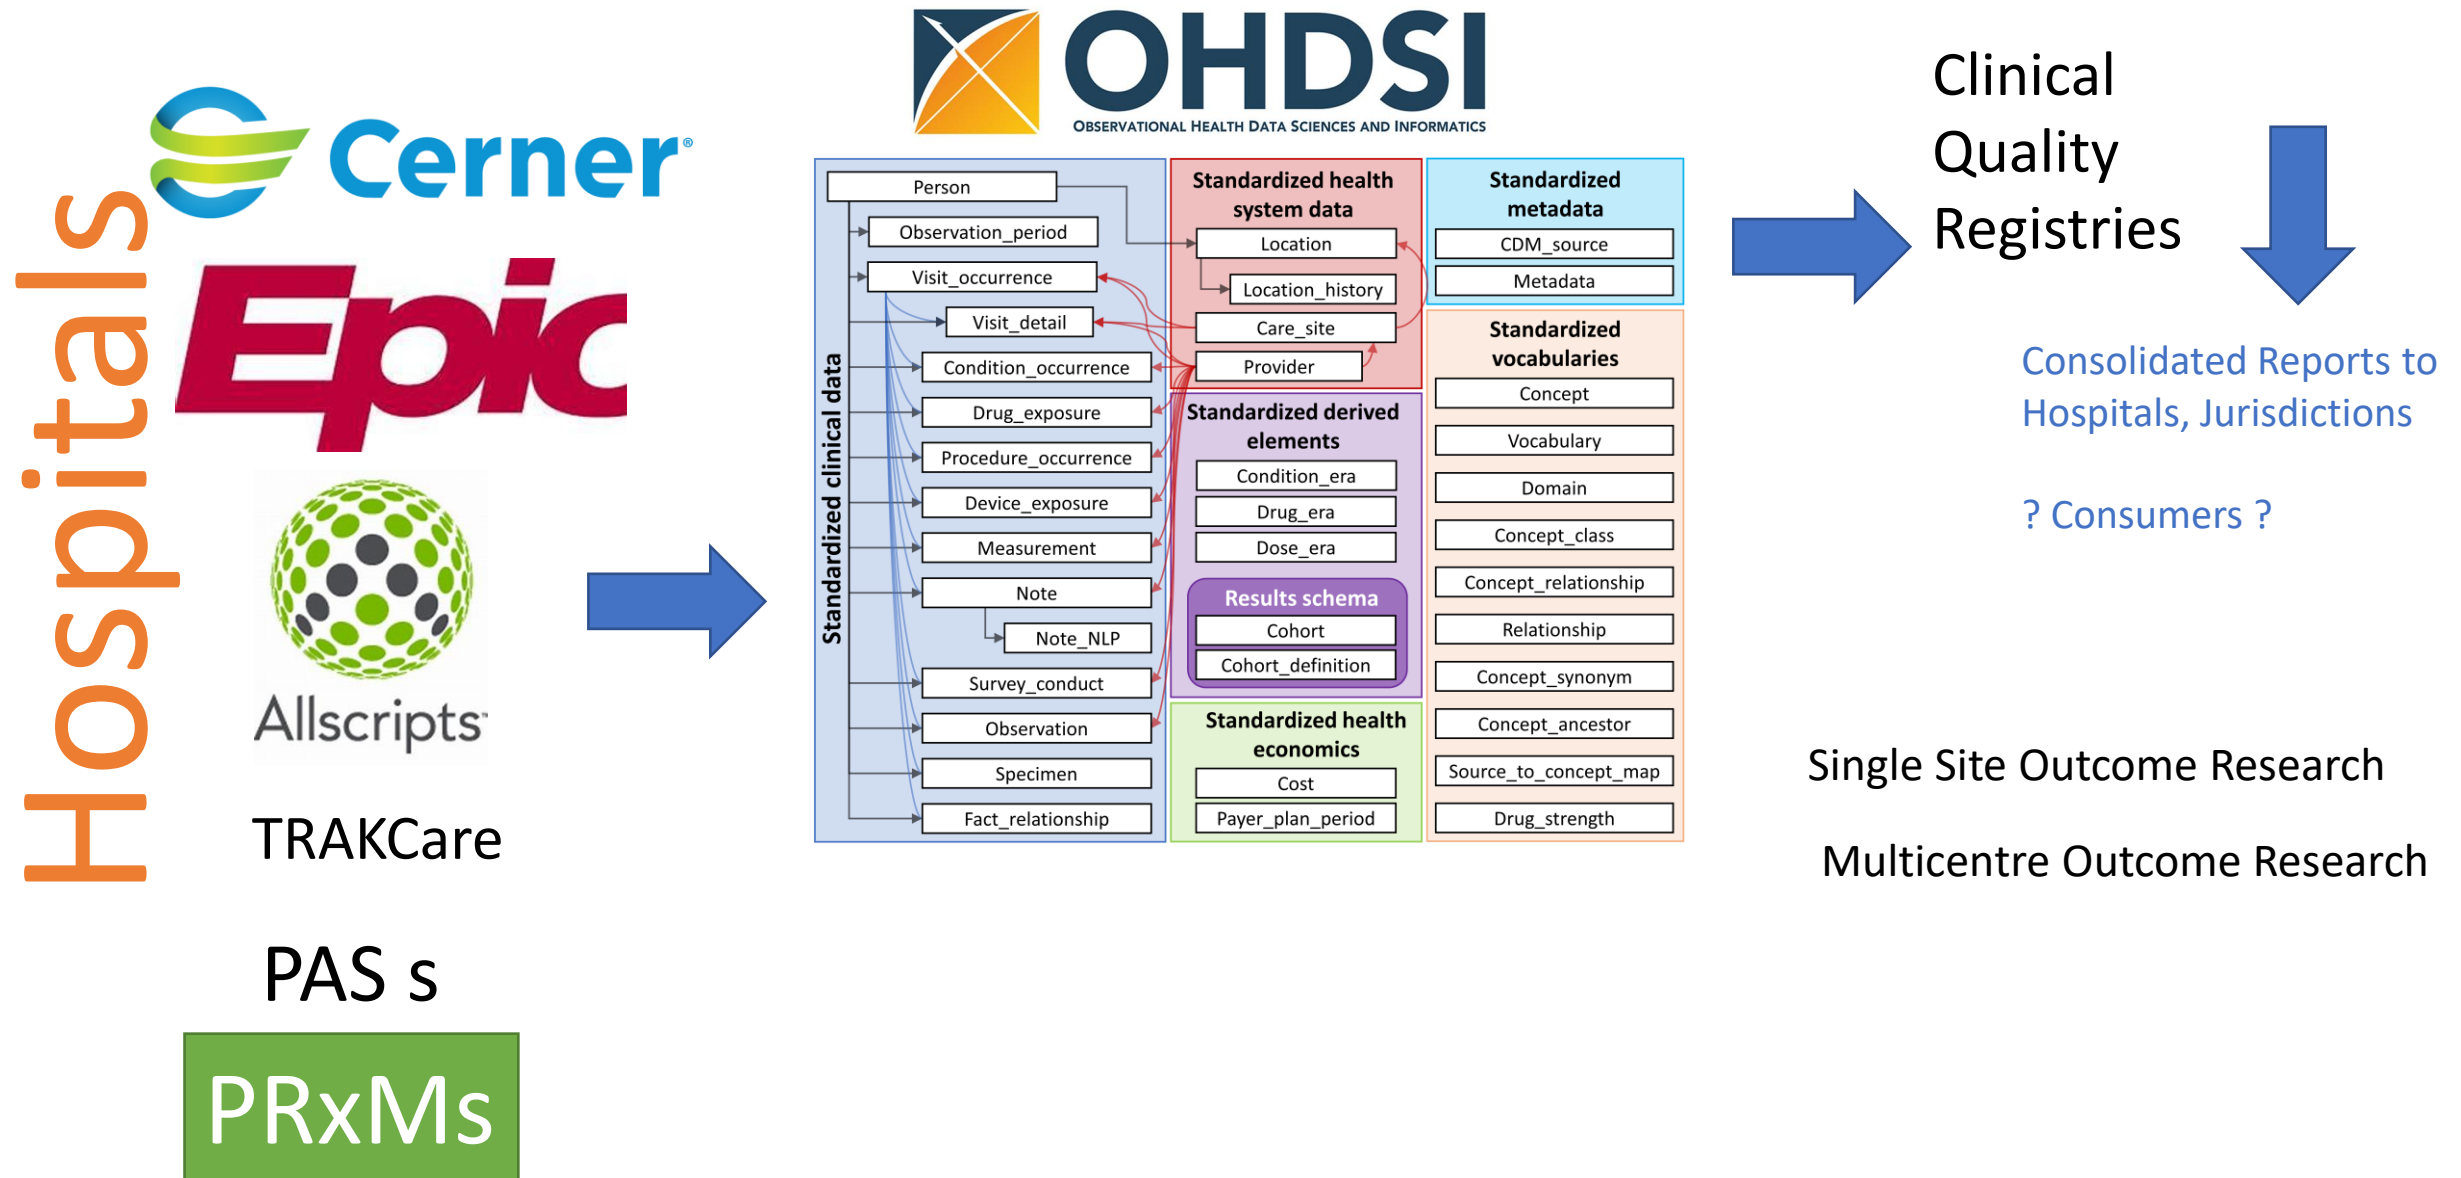 Hospitals
Cerner®
Epic
Allscripts
TRAKCare
PAS s
PRxMs
OHDSI
OBSERVATIONAL HEALTH DATA SCIENCES AND INFORMATICS
Standardized clinical data
Person
Observation_period
Visit_occurrence
Visit_detail
Condition_occurrence
Drug_exposure
Procedure_occurrence
Device_exposure
Measurement
Note
Note_NLP
Survey_conduct
Observation
Specimen
Fact_relationship
Standardized health
system data
Location
Location_history
Care_site
Provider
Standardized derived
elements
Condition_era
Drug_era
Dose_era
Results schema
Cohort
Cohort_definition
Standardized health
economics
Cost
Payer_plan_period
Standardized
metadata
CDM_source
Metadata
Standardized
vocabularies
Concept
Vocabulary
Domain
Concept_class
Concept_relationship
Relationship
Concept_synonym
Concept_ancestor
Source_to_concept_map
Drug_strength
Clinical
Quality
Registries
Consolidated Reports to
Hospitals, Jurisdictions
? Consumers ?
Single Site Outcome Research
Multicentre Outcome Research